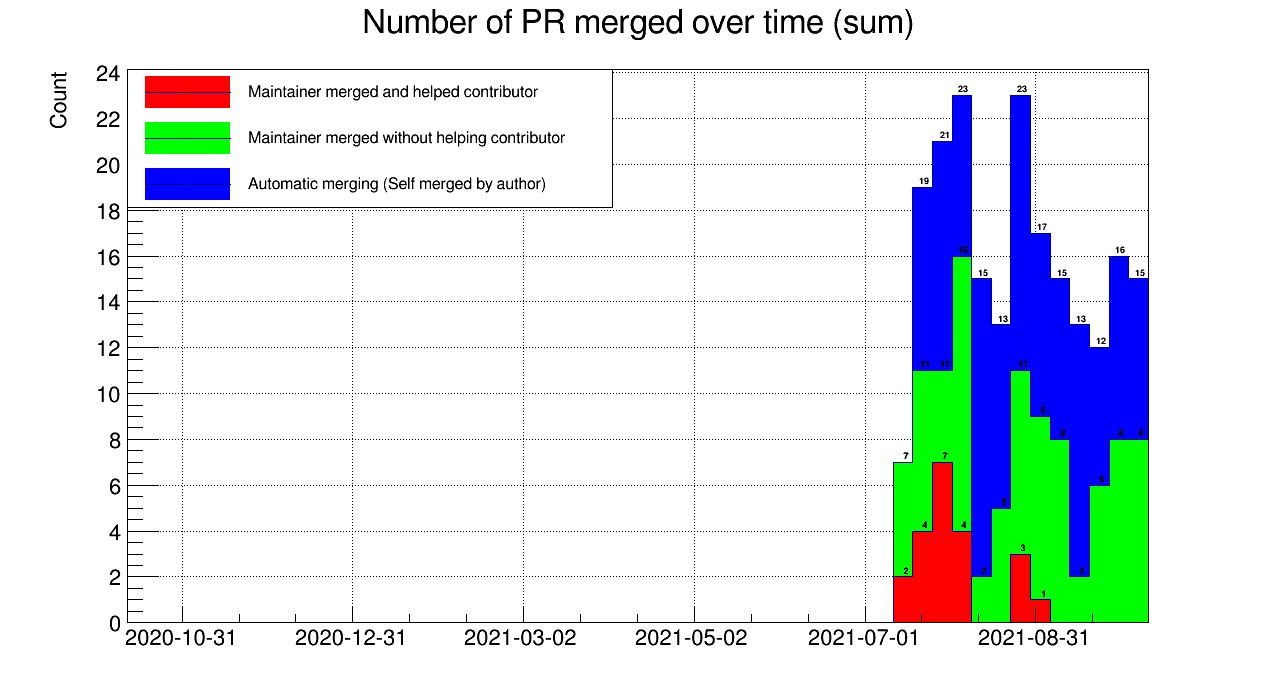 Number of PR merged over time (sum)
Count
24
22
20
18
16
14
12
10
8
6
4
2
0
Maintainer merged and helped contributor
Maintainer merged without helping contributor
Automatic merging (Self merged by author)
23 23
21
19
17
16 16
15 15 15
13 13
12
11 11 11
9
8 8 8
7 7
6
5
4 4
3
2 2 2
1
2020-10-31 2020-12-31 2021-03-02 2021-05-02 2021-07-01 2021-08-31